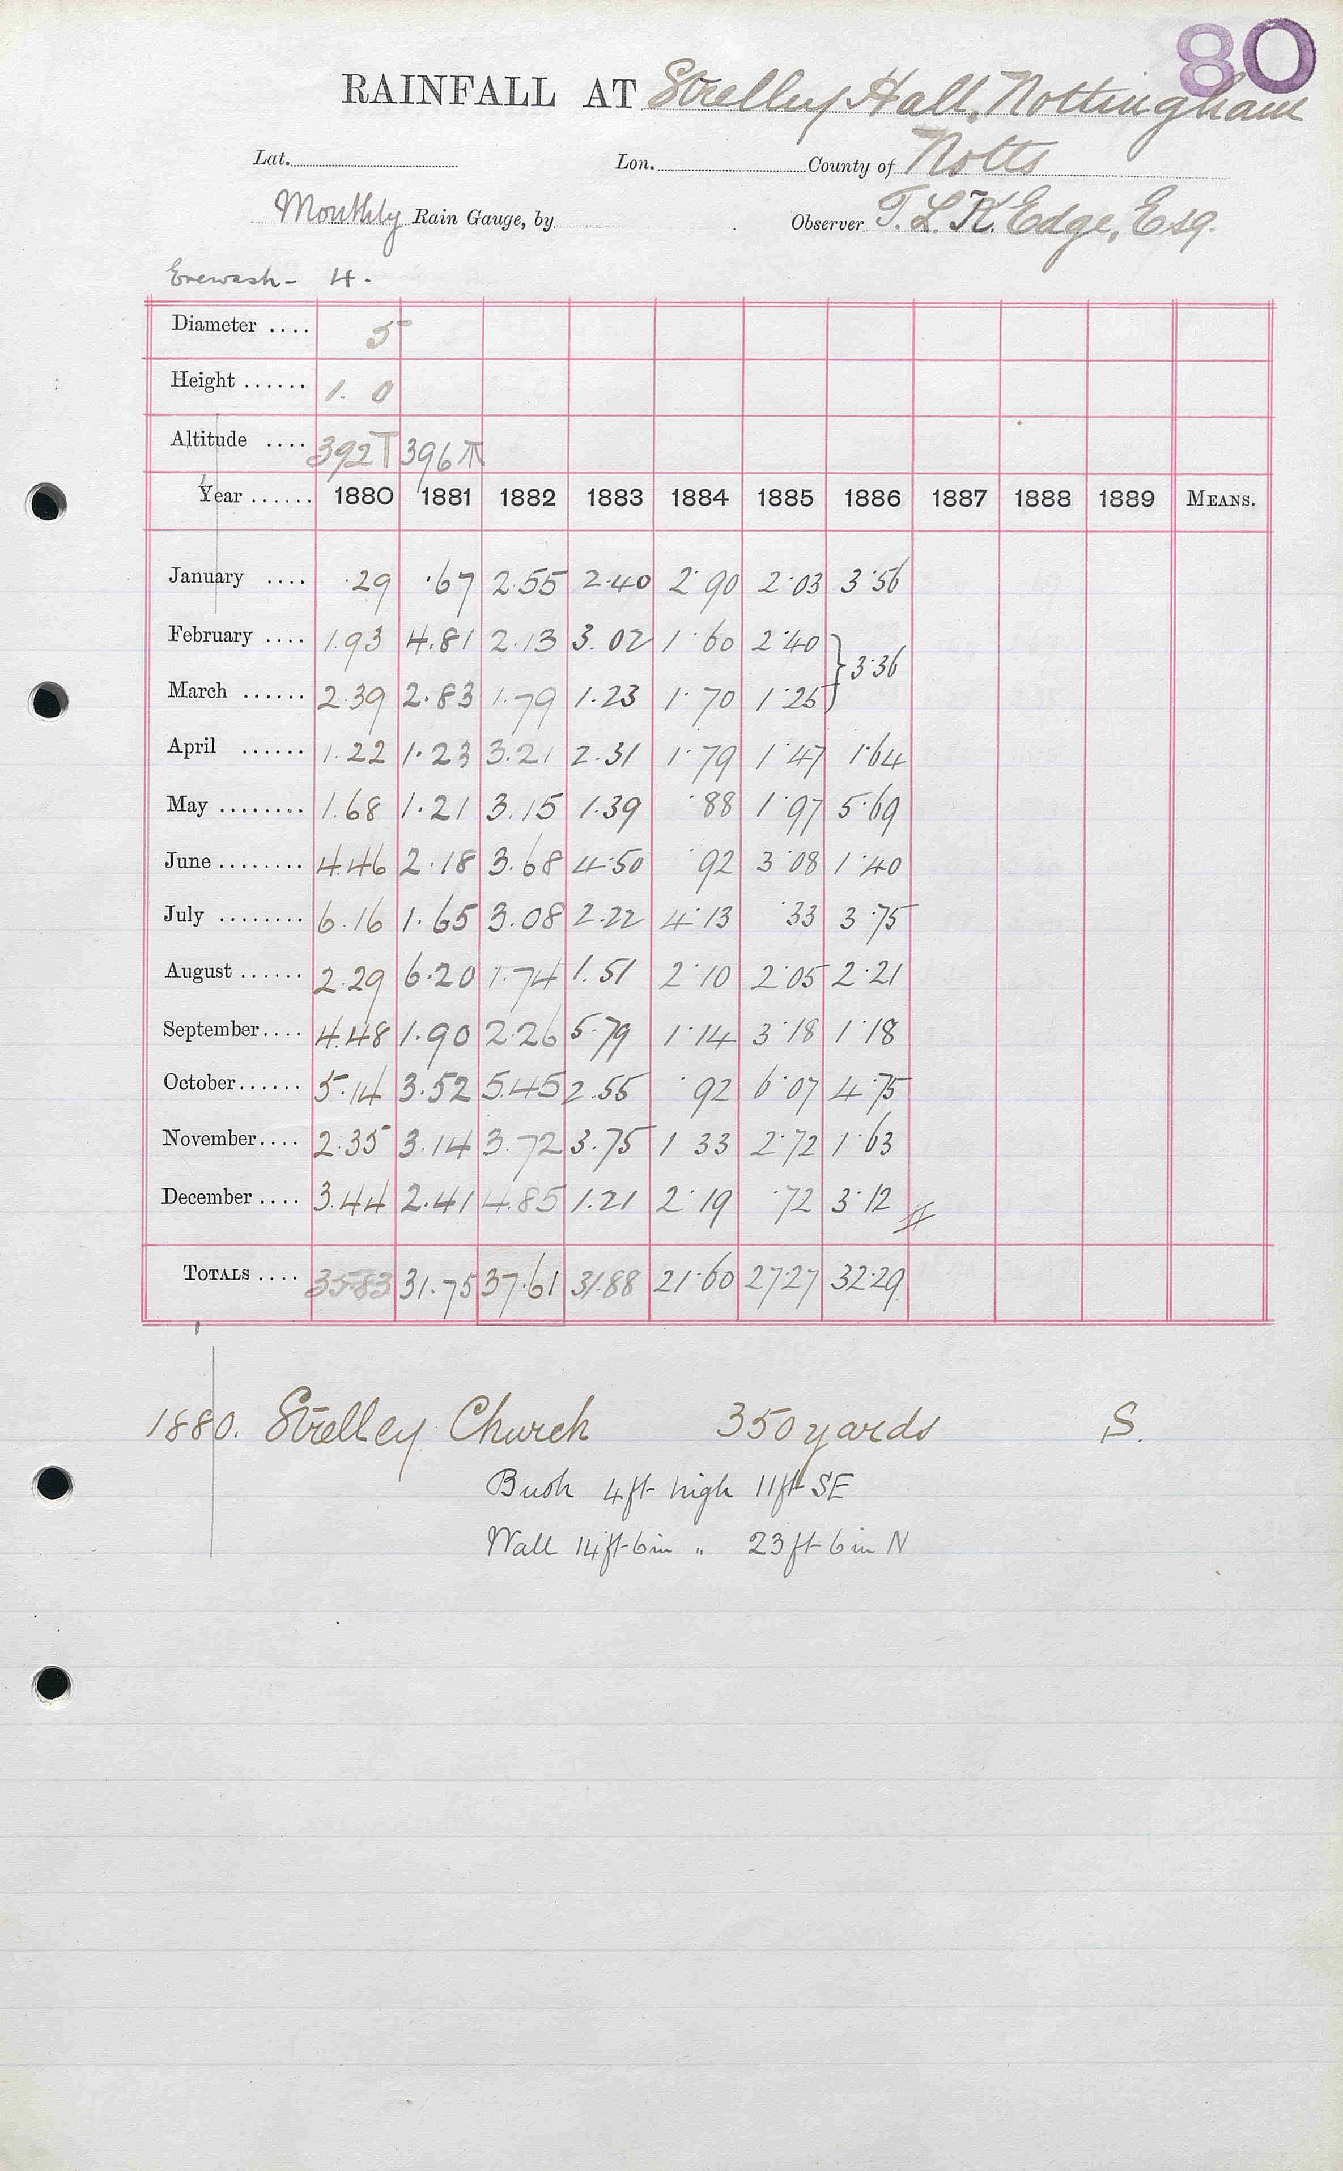 80
RAINFALL AT Strelley Hall, Nottingham
Lat. Lon. County of Notts
Monthly Rain Gauge, by Observer T. L. K. Edge, Esq.
Erewash - 4.
Diameter .... 5
Height ...... 1. 0
Altitude .... 392 T 396
Year ...... 1880 1881 1882 1883 1884 1885 1886 1887 1888 1889 MEANS.
January .... .29 .67 2.55 2.40 2.90 2.03 3.56
February .... 1.93 4.81 2.13 3.02 1.60 2.40 } 3.36
March ...... 2.39 2.83 1.79 1.23 1.70 1.25
April ...... 1.22 1.23 3.21 2.31 1.79 1.47 1.64
May ........ 1.68 1.21 3.15 1.39 .88 1.97 5.69
June ........ 4.46 2.18 3.68 4.50 .92 3.08 1.40
July ........ 6.16 1.65 3.08 2.22 4.13 .33 3.75
August ...... 2.29 6.20 1.74 1.51 2.10 2.05 2.21
September.... 4.48 1.90 2.26 5.79 1.14 3.18 1.18
October...... 5.14 3.52 5.45 2.55 .92 6.07 4.75
November.... 2.35 3.14 3.72 3.75 1 33 2.72 1.63
December .... 3.44 2.41 4.85 1.21 2.19 .72 3.12
TOTALS .... 35.83 31.75 37.61 31.88 21.60 27.27 32.29
1880. Strelley Church 350 yards S.
Bush 4ft high 11ft SE
Wall 14ft-6in " 23ft-6in N